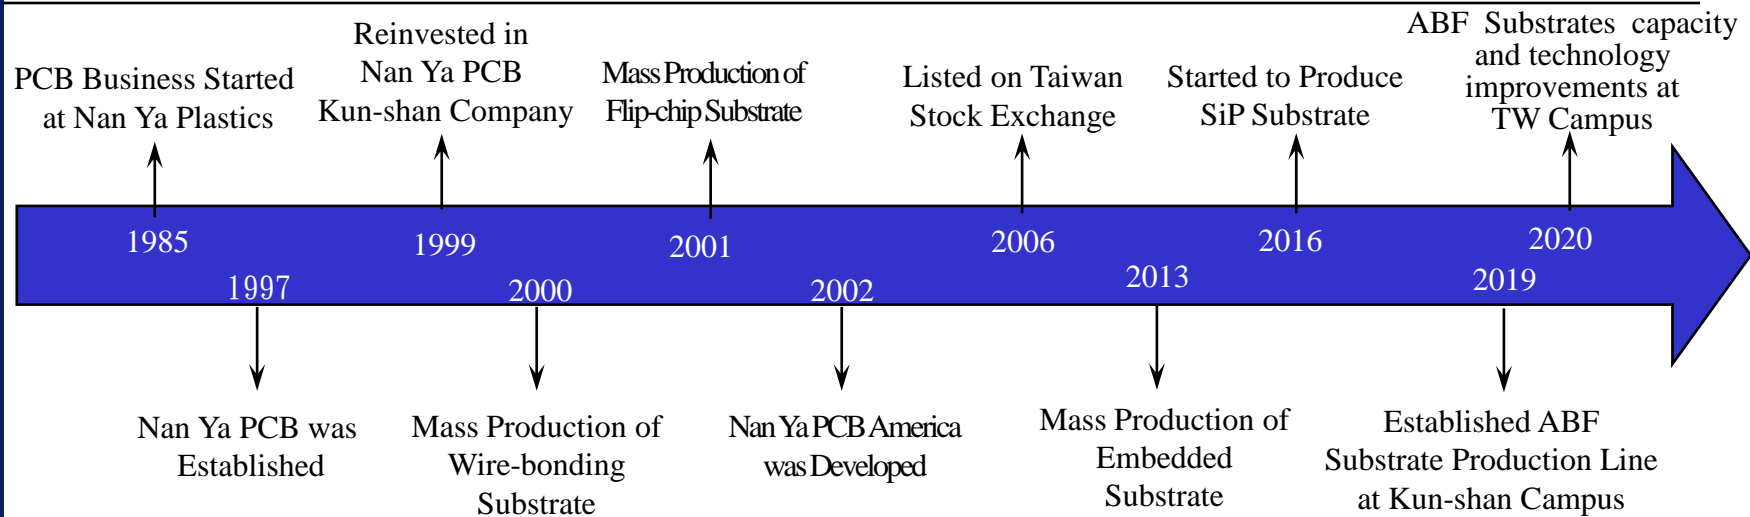 PCB Business Started
at Nan Ya Plastics
Reinvested in
Nan Ya PCB
Kun-shan Company
Mass Production of
Flip-chip Substrate
Listed on Taiwan
Stock Exchange
Started to Produce
SiP Substrate
ABF Substrates capacity
and technology
improvements at
TW Campus
1985
1999
2001
2006
2016
2020
1997
2000
2002
2013
2019
Nan Ya PCB was
Established
Mass Production of
Wire-bonding
Substrate
Nan Ya PCB America
was Developed
Mass Production of
Embedded
Substrate
Established ABF
Substrate Production Line
at Kun-shan Campus